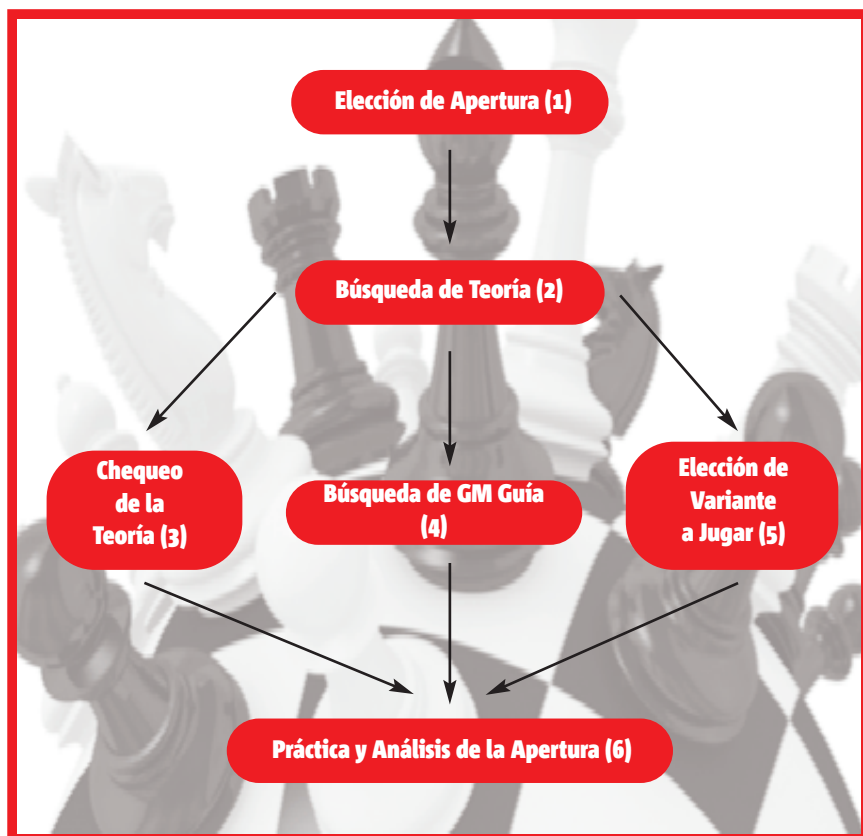 Elección de Apertura (1)
Búsqueda de Teoría (2)
Chequeo
de la
Teoría (3)
Búsqueda de GM Guía
(4)
Elección de
Variante
a Jugar (5)
Práctica y Análisis de la Apertura (6)